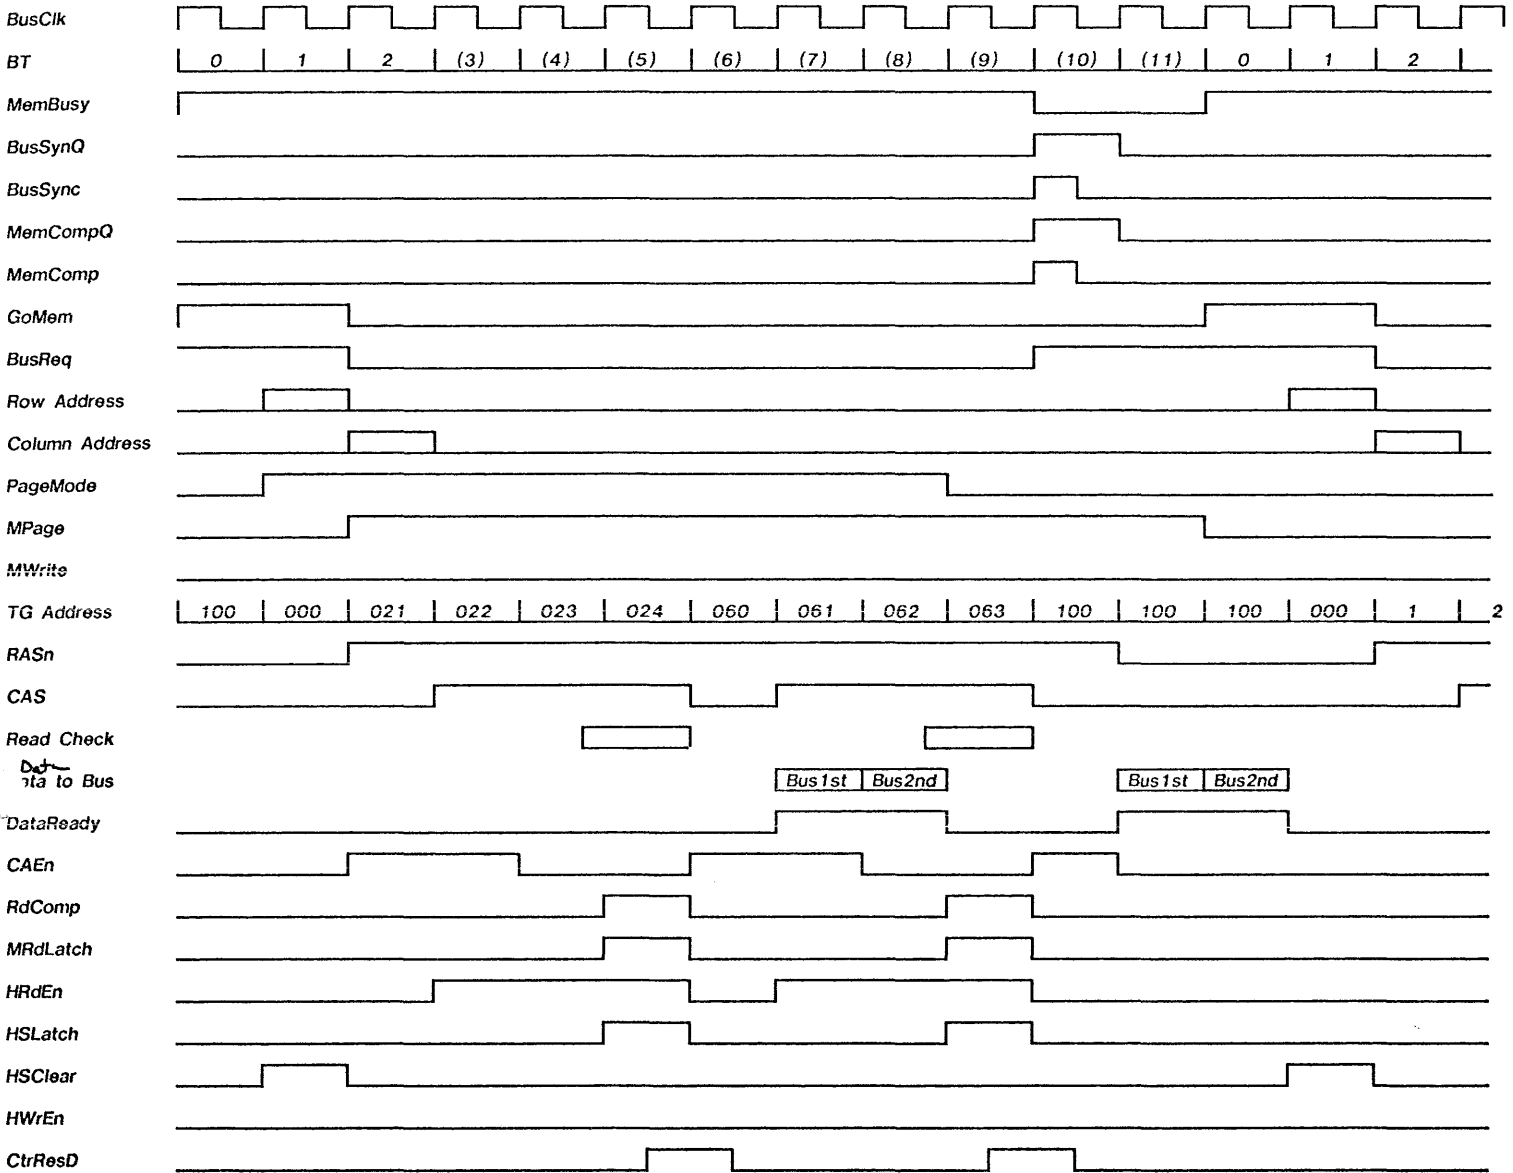 BusClk
BT 0 1 2 (3) (4) (5) (6) (7) (8) (9) (10) (11) 0 1 2
MemBusy
BusSynQ
BusSync
MemCompQ
MemComp
GoMem
BusReq
Row Address
Column Address
PageMode
MPage
MWrite
TG Address 100 000 021 022 023 024 060 061 062 063 100 100 100 000 1 2
RASn
CAS
Read Check
Data
ta to Bus Bus1st Bus2nd Bus1st Bus2nd
DataReady
CAEn
RdComp
MRdLatch
HRdEn
HSLatch
HSClear
HWrEn
CtrResD